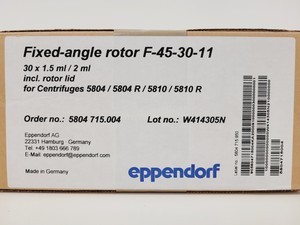 Fixed-angle rotor F-45-30-11
30 x 1.5 ml / 2 ml
incl. rotor lid
for Centrifuges 5804 / 5804 R / 5810 / 5810 R
Order no.: 5804 715.004
Lot no.: W414305N
Eppendorf AG
22331 Hamburg · Germany
Tel. +49 1803 666 789
E-Mail: eppendorf@eppendorf.com
Made in Germany
eppendorf